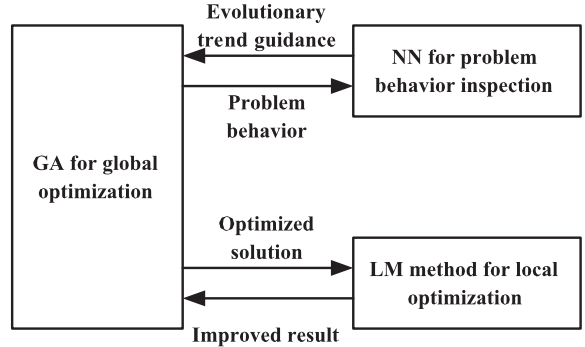 Evolutionary
trend guidance
NN for problem
behavior inspection
Problem
behavior
GA for global
optimization
Optimized
solution
LM method for local
optimization
Improved result